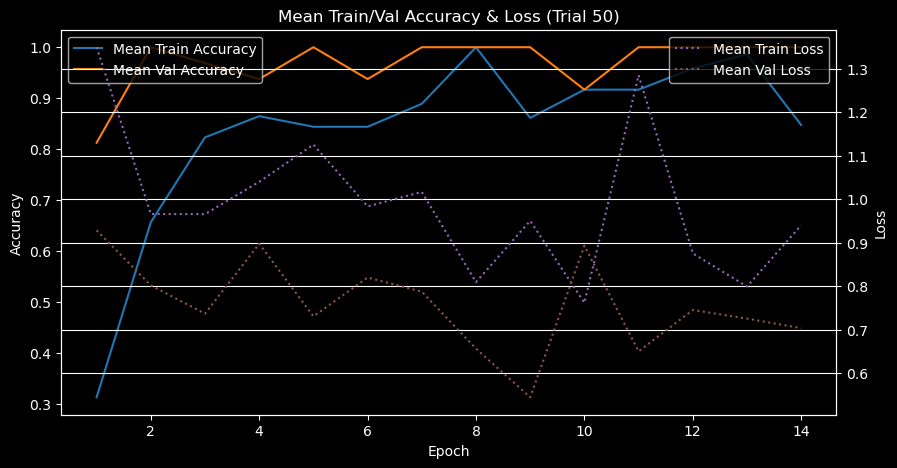 Mean Train/Val Accuracy & Loss (Trial 50)
Mean Train Accuracy
Mean Val Accuracy
Mean Train Loss
Mean Val Loss
1.0
0.9
0.8
0.7
0.6
0.5
0.4
0.3
Accuracy
1.3
1.2
1.1
1.0
0.9
0.8
0.7
0.6
Loss
2 4 6 8 10 12 14
Epoch